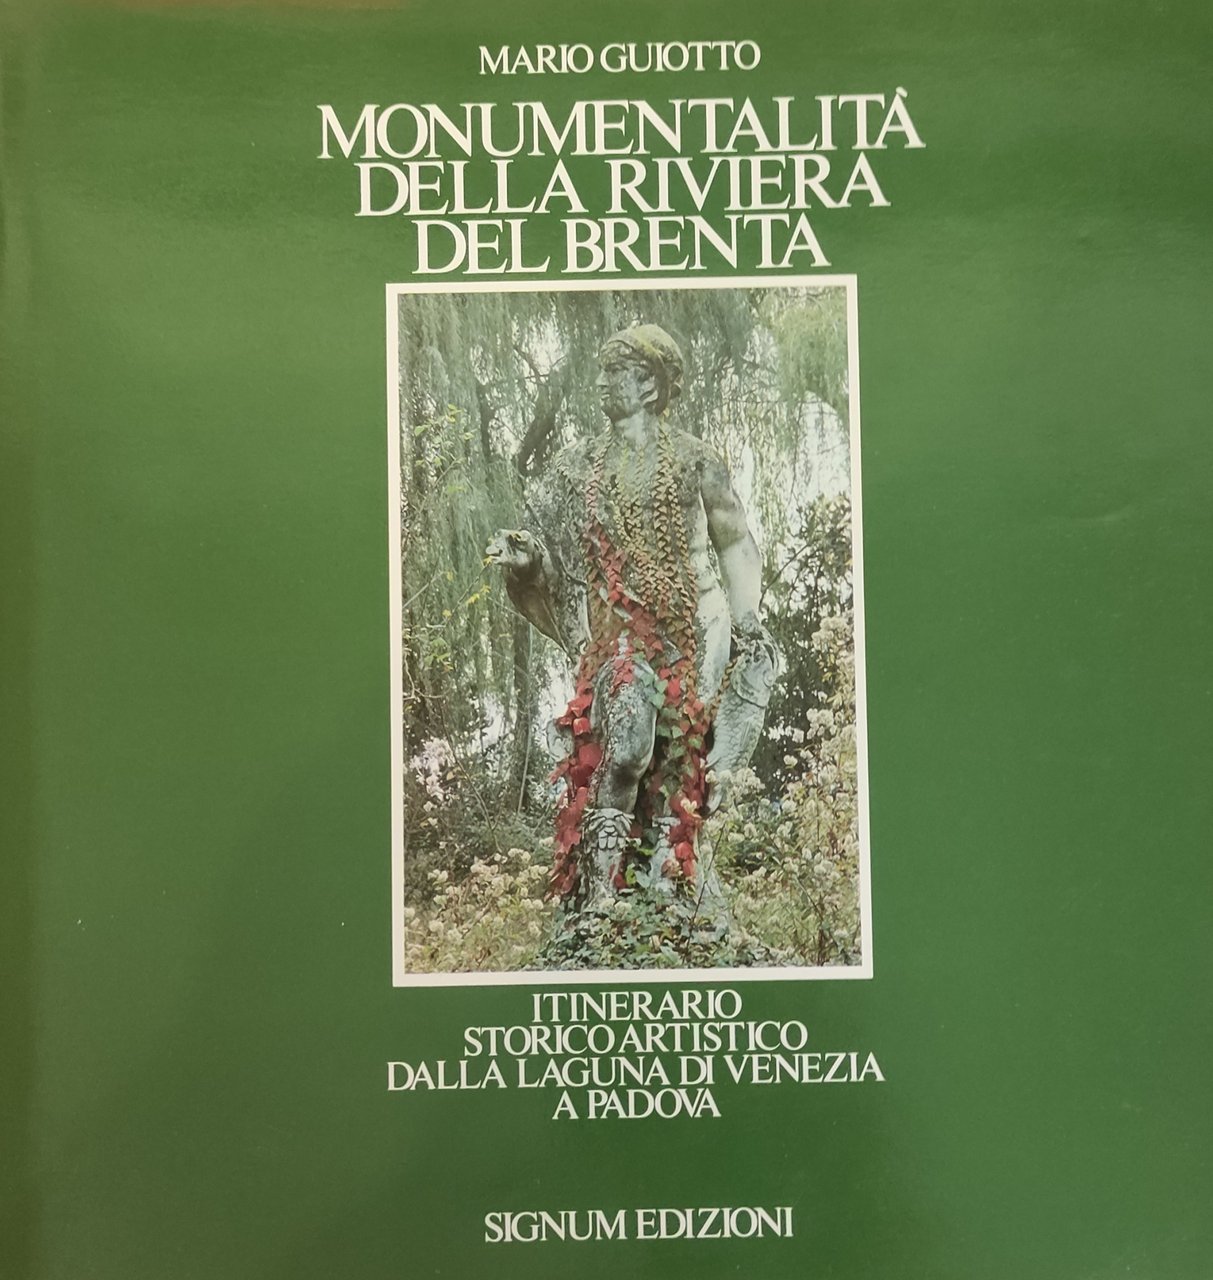 MARIO GUIOTTO
MONUMENTALITÀ
DELLA RIVIERA
DEL BRENTA
ITINERARIO
STORICO ARTISTICO
DALLA LAGUNA DI VENEZIA
A PADOVA
SIGNUM EDIZIONI